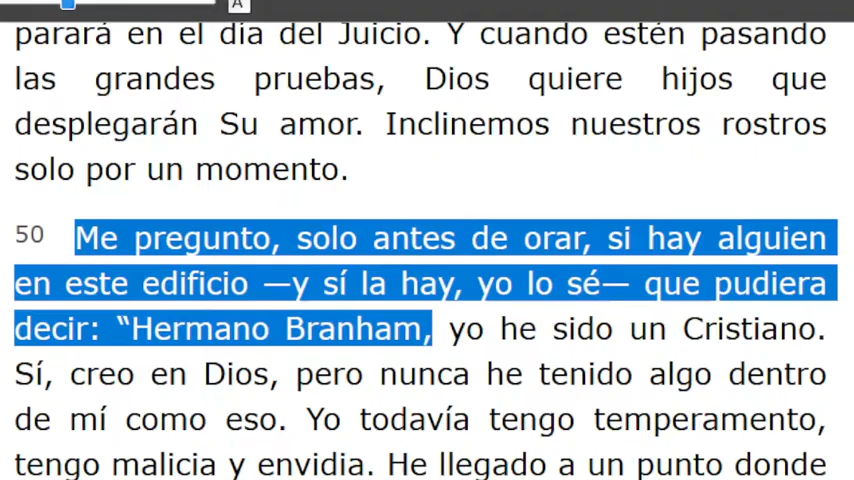 A
parará en el día del Juicio. Y cuando estén pasando
las grandes pruebas, Dios quiere hijos que
desplegarán Su amor. Inclinemos nuestros rostros
solo por un momento.
50 Me pregunto, solo antes de orar, si hay alguien
en este edificio —y sí la hay, yo lo sé— que pudiera
decir: “Hermano Branham, yo he sido un Cristiano.
Sí, creo en Dios, pero nunca he tenido algo dentro
de mí como eso. Yo todavía tengo temperamento,
tengo malicia y envidia. He llegado a un punto donde